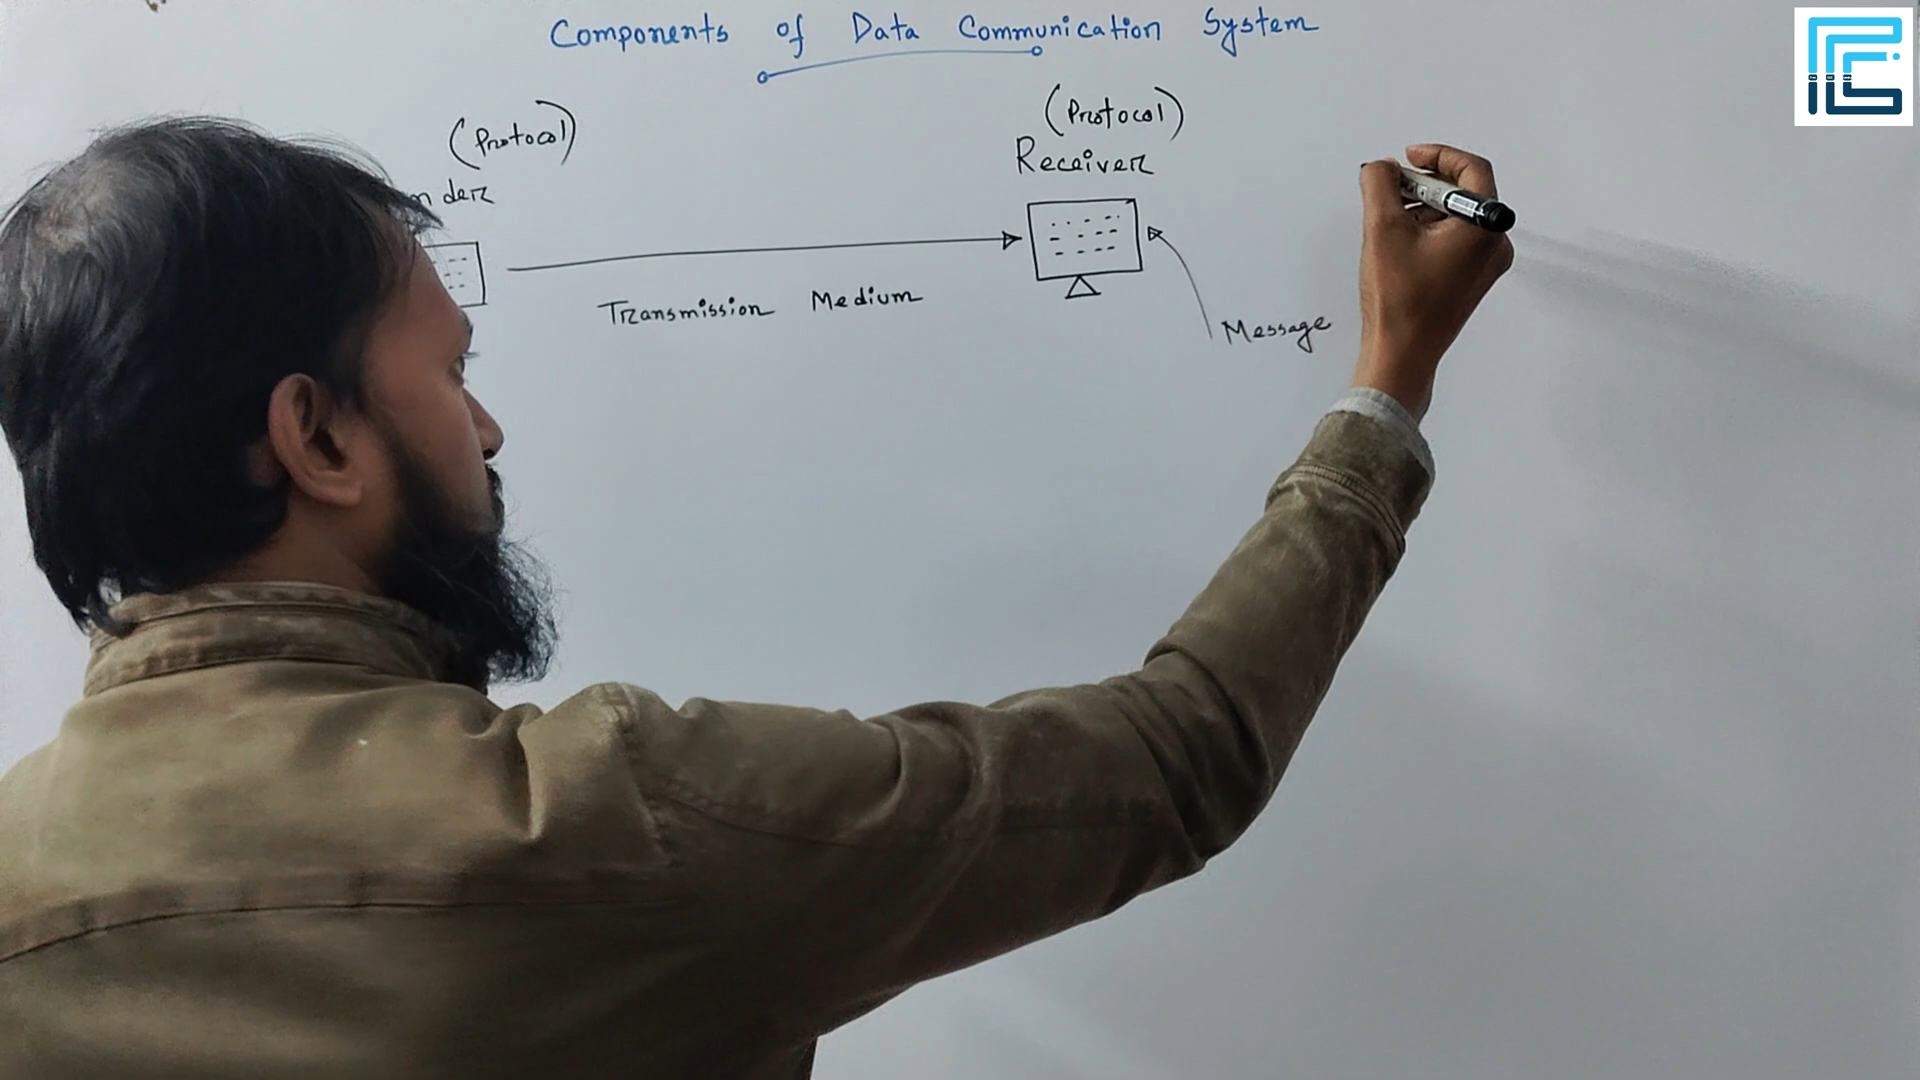 Components of Data Communication System
(Protocol)
(Protocol)
Receiver
nder
Transmission Medium
Message